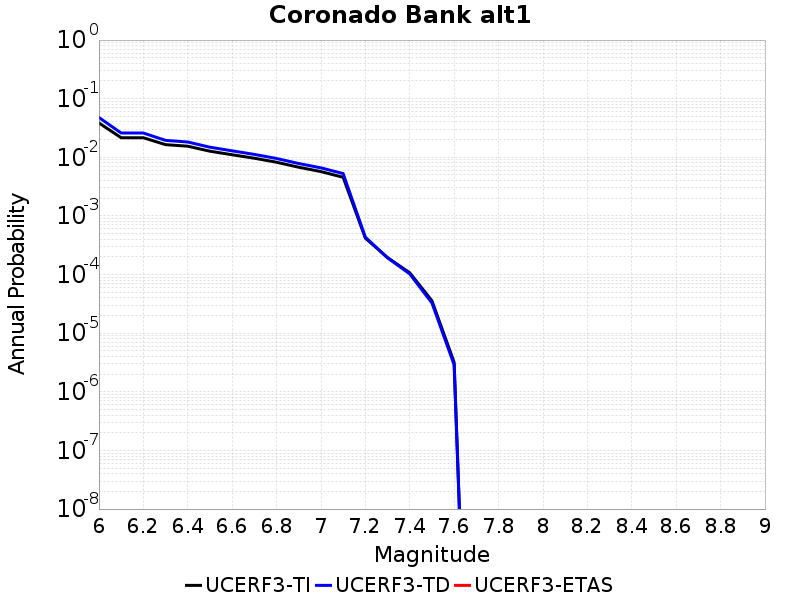 Coronado Bank alt1
Annual Probability
10^0
10^-1
10^-2
10^-3
10^-4
10^-5
10^-6
10^-7
10^-8
6 6.2 6.4 6.6 6.8 7 7.2 7.4 7.6 7.8 8 8.2 8.4 8.6 8.8 9
Magnitude
UCERF3-TI UCERF3-TD UCERF3-ETAS